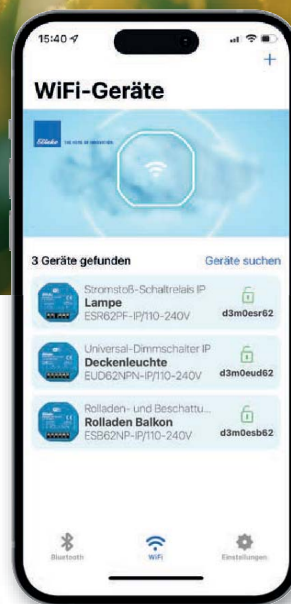 15:40
+
WiFi-Geräte
Eltako
3 Geräte gefunden Geräte suchen
Stromstoß-Schaltrelais IP
Lampe
ESR62PF-IP/110-240V
d3m0esr62
Universal-Dimmschalter IP
Deckenleuchte
EUD62NPN-IP/110-240V
d3m0eud62
Rolladen- und Beschattu...
Rolladen Balkon
ESB62NP-IP/110-240V
d3m0esb62
Bluetooth WiFi Einstellungen